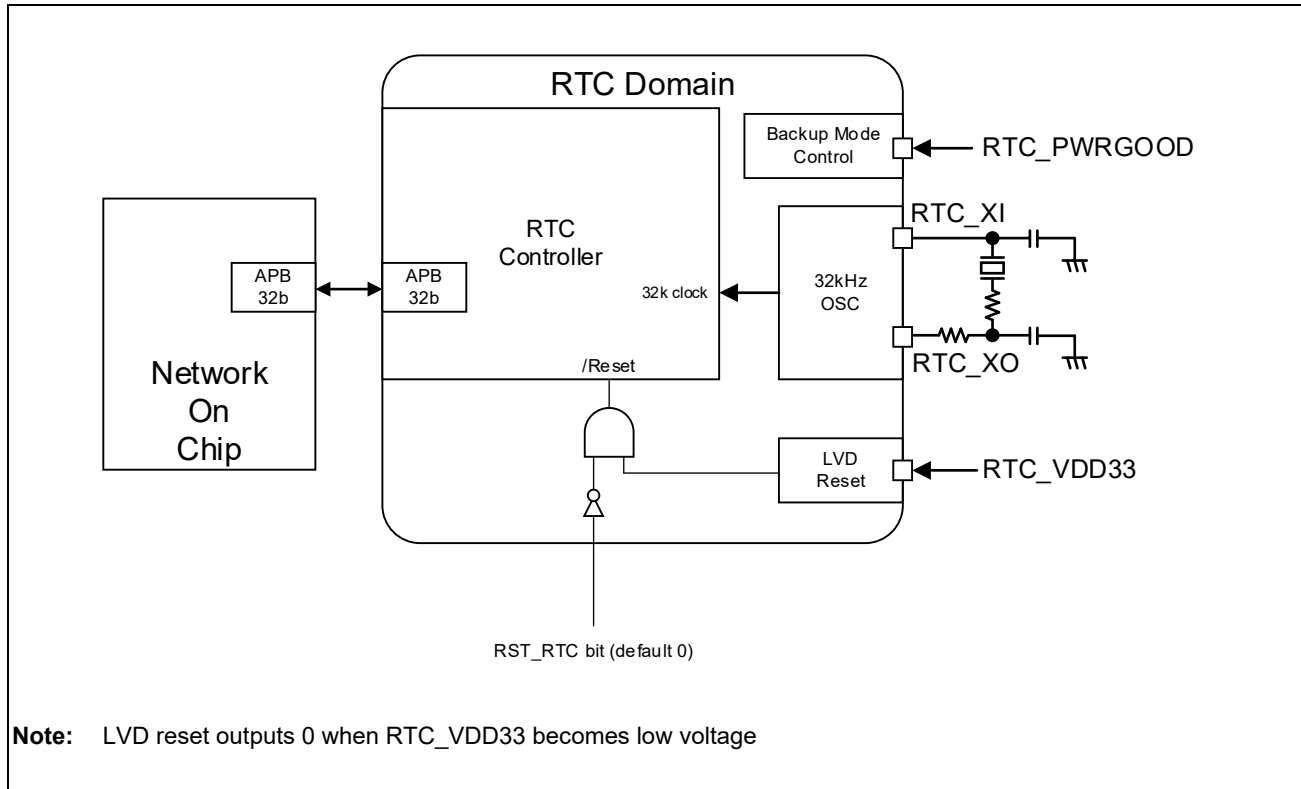 RTC Domain
Backup Mode
Control
RTC_PWRGOOD
RTC_XI
RTC
Controller
APB
32b
APB
32b
32k clock
32kHz
OSC
RTC_XO
/Reset
Network
On
Chip
LVD
Reset
RTC_VDD33
RST_RTC bit (default 0)
Note: LVD reset outputs 0 when RTC_VDD33 becomes low voltage